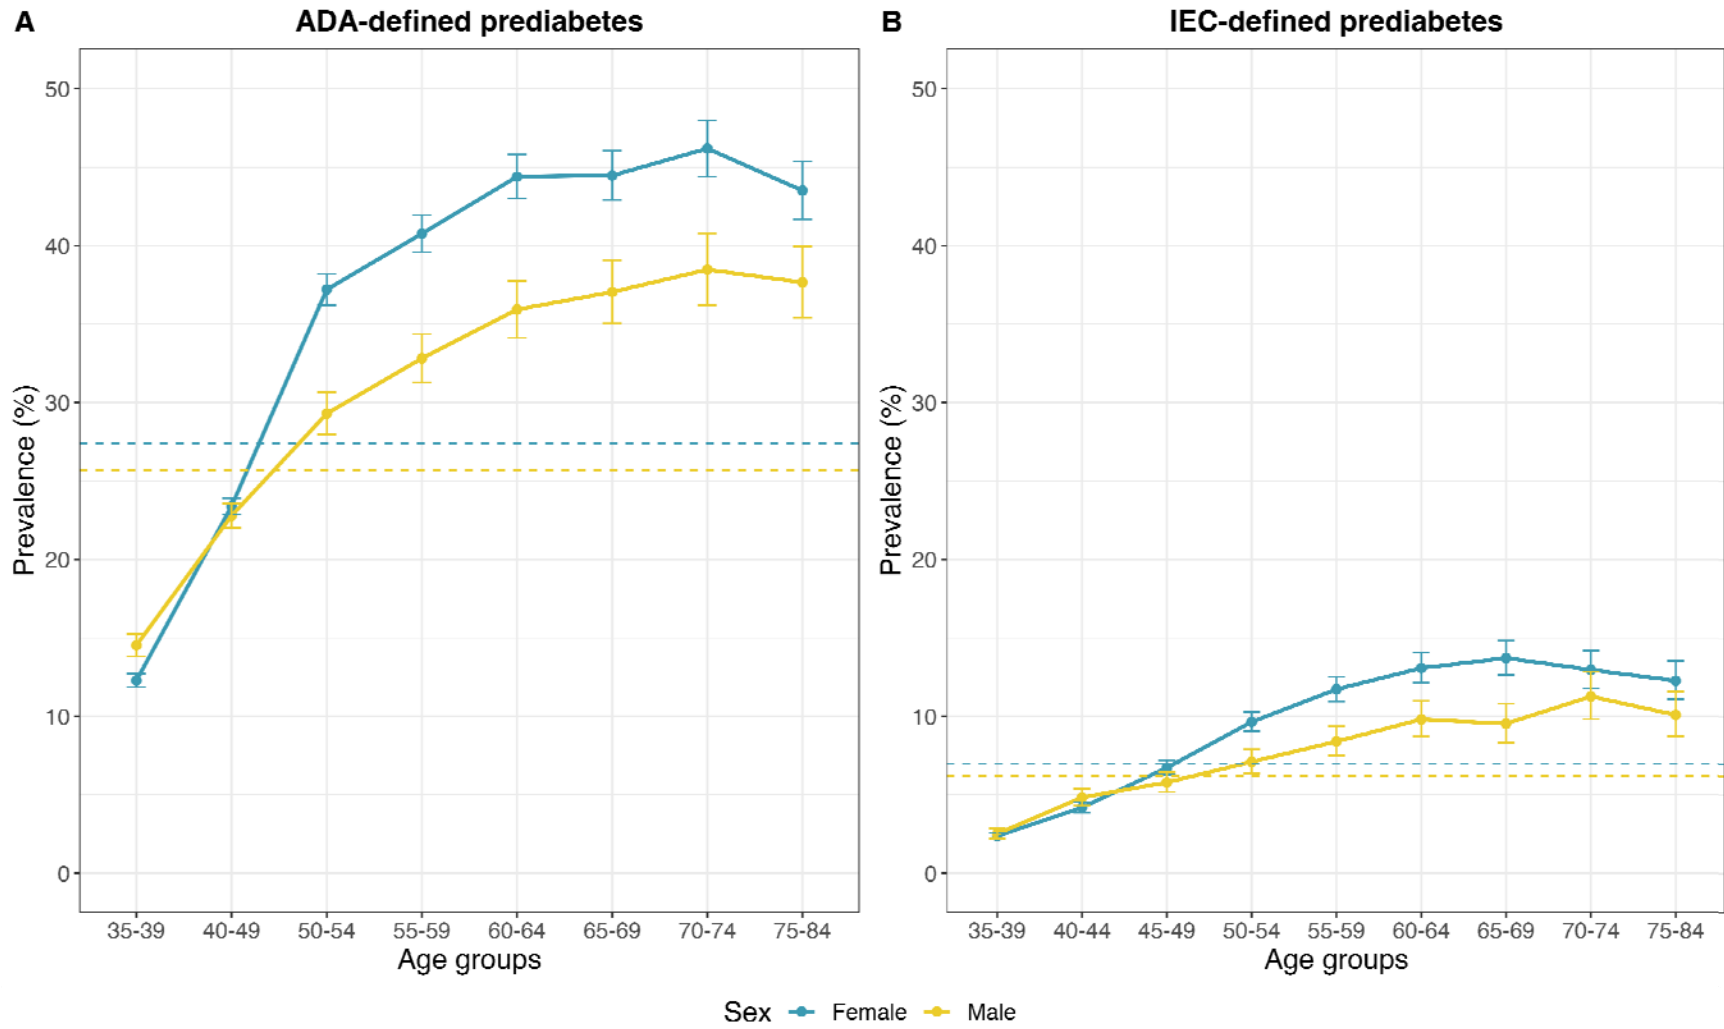 A ADA-defined prediabetes
Prevalence (%)
50
40
30
20
10
0
35-39 40-49 50-54 55-59 60-64 65-69 70-74 75-84
Age groups
B IEC-defined prediabetes
Prevalence (%)
50
40
30
20
10
0
35-39 40-44 45-49 50-54 55-59 60-64 65-69 70-74 75-84
Age groups
Sex Female Male